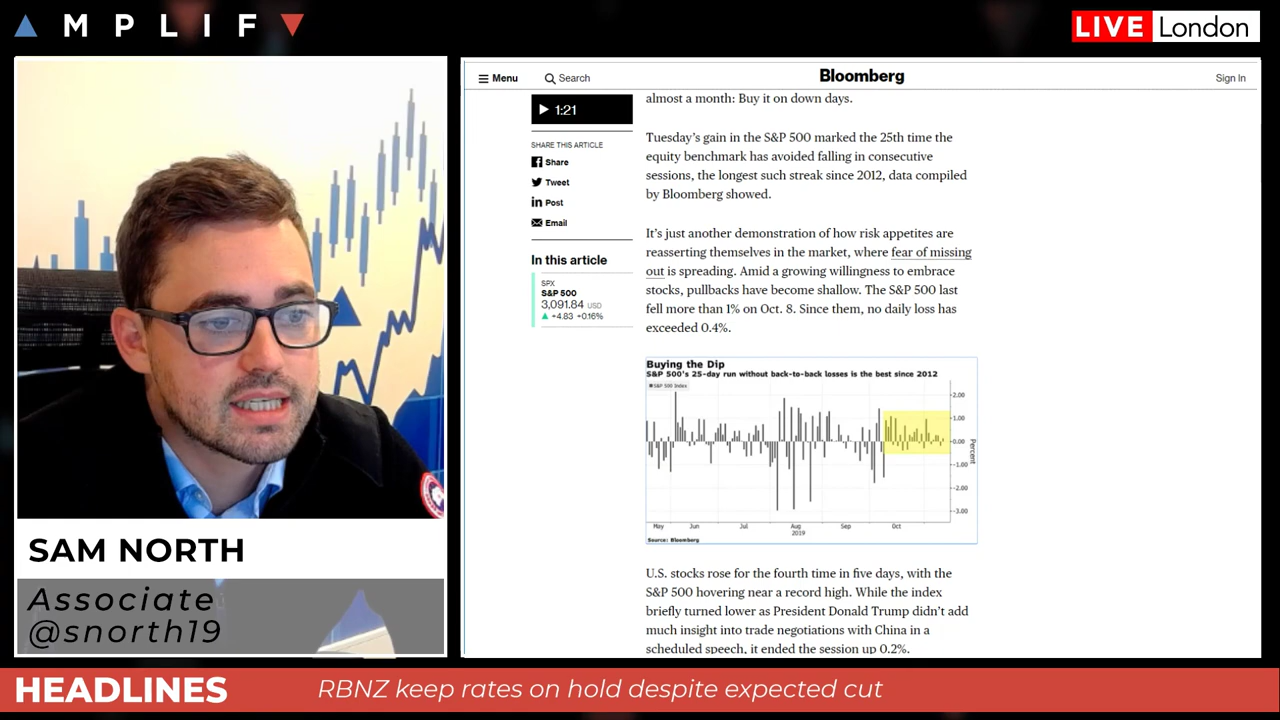 AMPLIFY
LIVE London
Menu
Search
Bloomberg
Sign In
1:21
SHARE THIS ARTICLE
Share
Tweet
Post
Email
In this article
SPX
S&P 500
3,091.84 USD
+4.83 +0.16%
almost a month: Buy it on down days.
Tuesday’s gain in the S&P 500 marked the 25th time the
equity benchmark has avoided falling in consecutive
sessions, the longest such streak since 2012, data compiled
by Bloomberg showed.
It’s just another demonstration of how risk appetites are
reasserting themselves in the market, where fear of missing
out is spreading. Amid a growing willingness to embrace
stocks, pullbacks have become shallow. The S&P 500 last
fell more than 1% on Oct. 8. Since them, no daily loss has
exceeded 0.4%.
Buying the Dip
S&P 500's 25-day run without back-to-back losses is the best since 2012
S&P 500 Index
2.00
1.00
0.00
-1.00
-2.00
-3.00
Percent
May Jun Jul Aug Sep Oct
2019
Source: Bloomberg
U.S. stocks rose for the fourth time in five days, with the
S&P 500 hovering near a record high. While the index
briefly turned lower as President Donald Trump didn’t add
much insight into trade negotiations with China in a
scheduled speech, it ended the session up 0.2%.
SAM NORTH
Associate
@snorth19
HEADLINES
RBNZ keep rates on hold despite expected cut